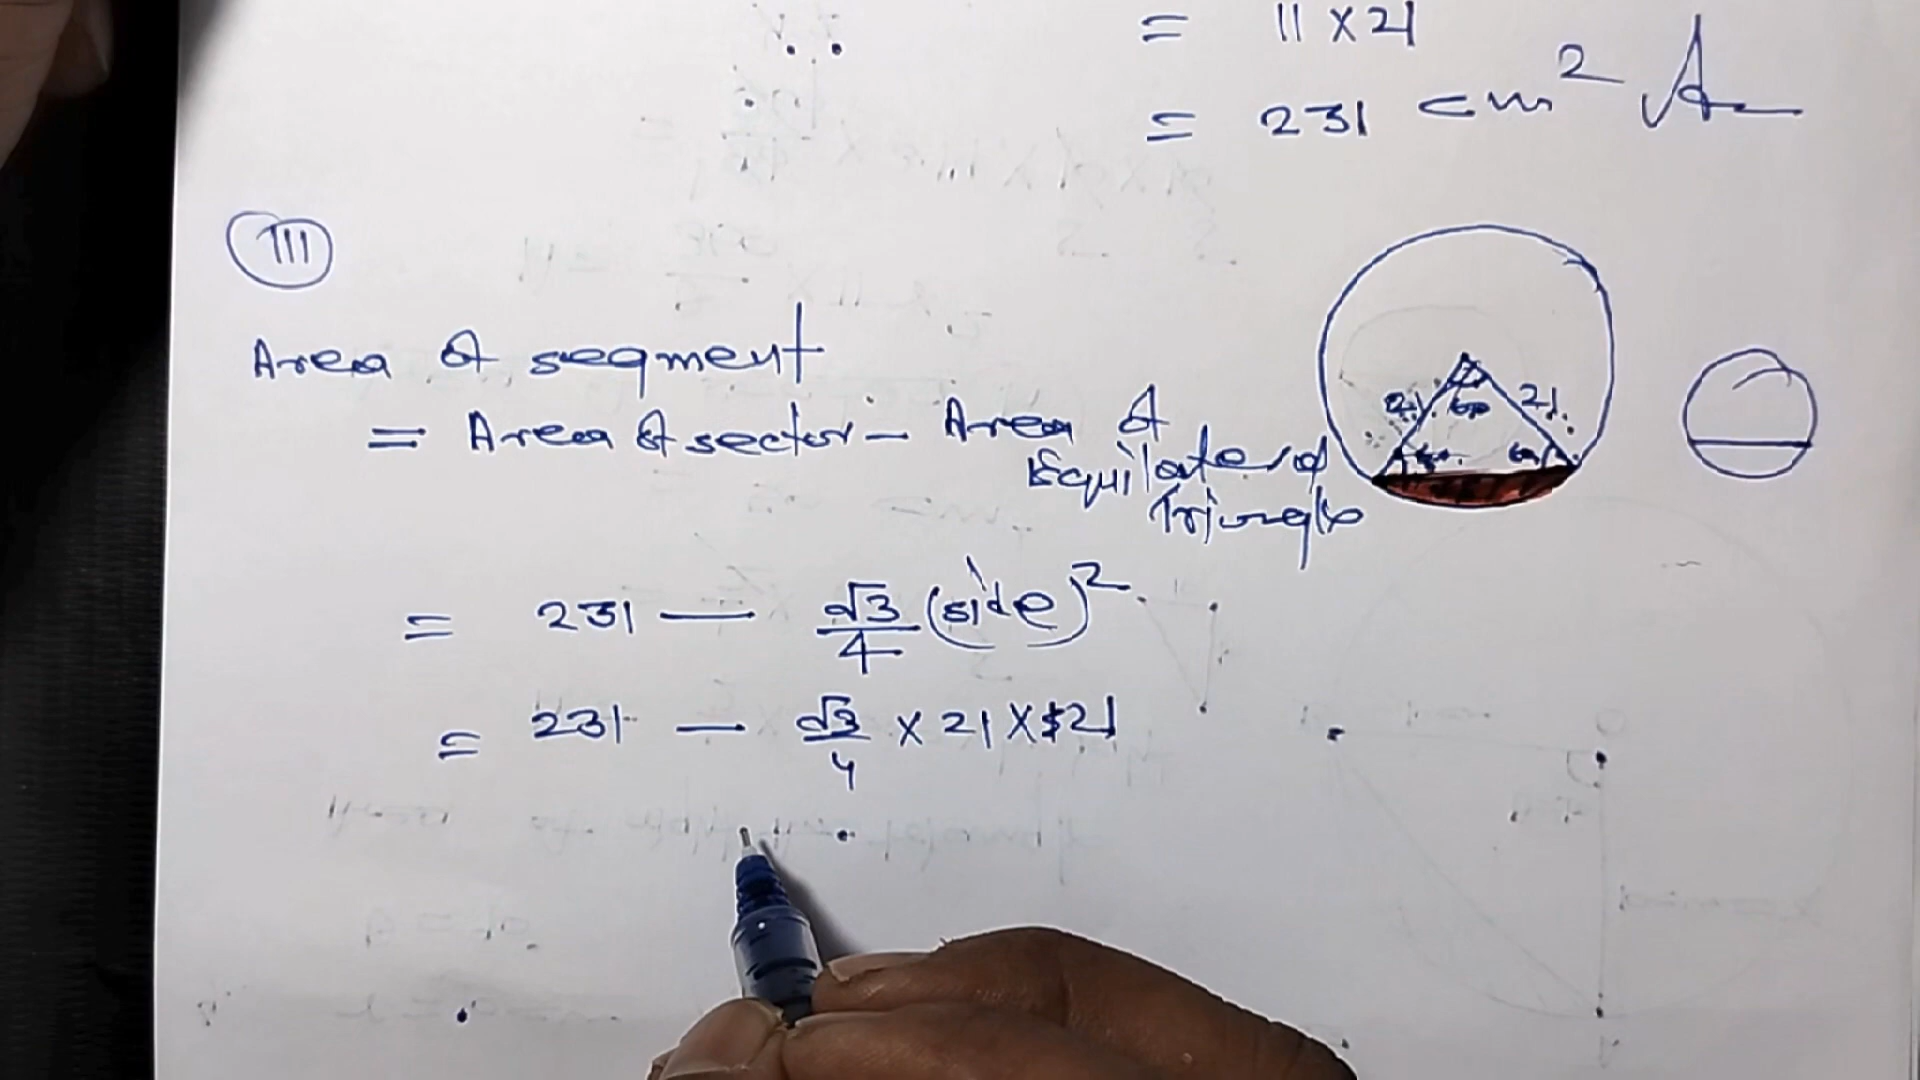 = 11 X 21
= 231 cm² A
III
Area of segment
= Area of sector - Area of
Equilateral
Triangle
21 60 21
60 60
= 231 — √3/4 (side)²
= 231 — √3/4 X 21 X 21